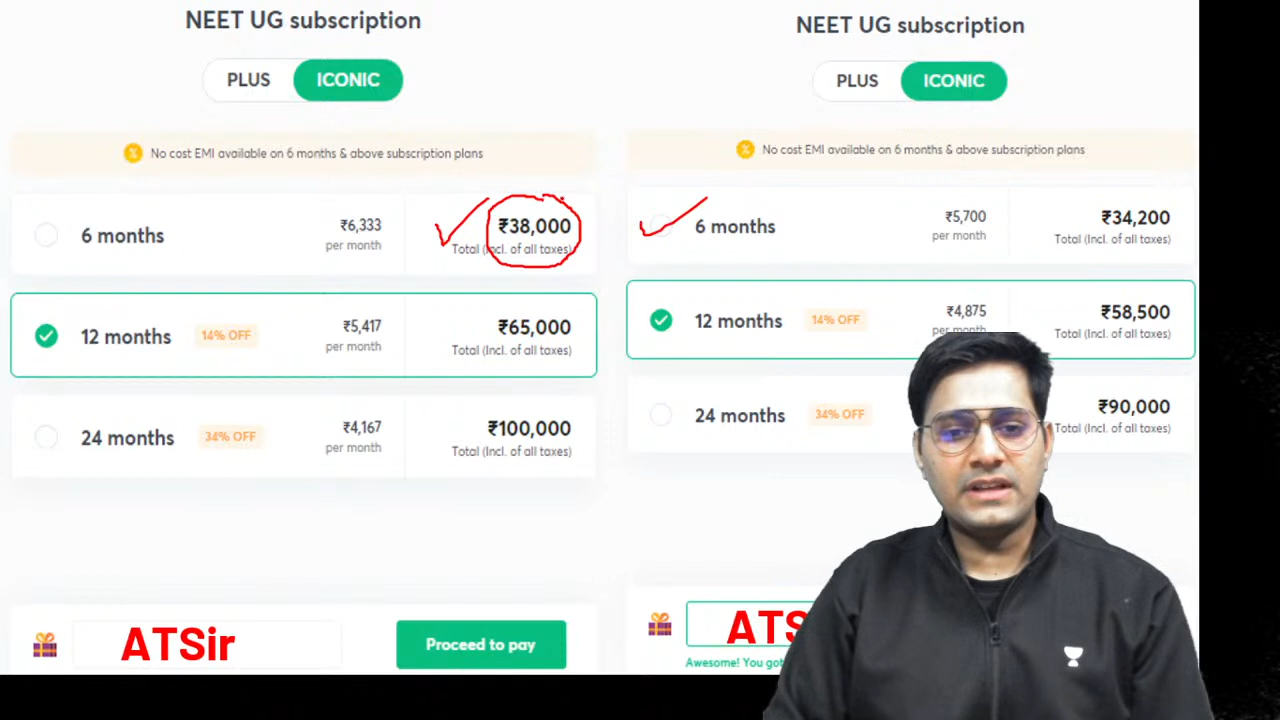 NEET UG subscription
PLUS
ICONIC
No cost EMI available on 6 months & above subscription plans
6 months
₹6,333
per month
₹38,000
Total (Incl. of all taxes)
12 months
14% OFF
₹5,417
per month
₹65,000
Total (Incl. of all taxes)
24 months
34% OFF
₹4,167
per month
₹100,000
Total (Incl. of all taxes)
ATSir
Proceed to pay
NEET UG subscription
PLUS
ICONIC
No cost EMI available on 6 months & above subscription plans
6 months
₹5,700
per month
₹34,200
Total (Incl. of all taxes)
12 months
14% OFF
₹4,875
per month
₹58,500
Total (Incl. of all taxes)
24 months
34% OFF
₹90,000
Total (Incl. of all taxes)
ATS
Awesome! You got